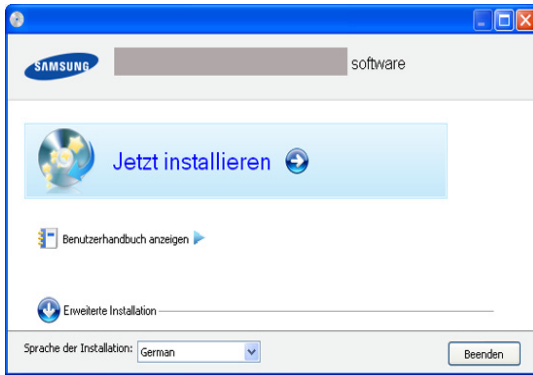 SAMSUNG software
Jetzt installieren
Benutzerhandbuch anzeigen
Erweiterte Installation
Sprache der Installation: German
Beenden